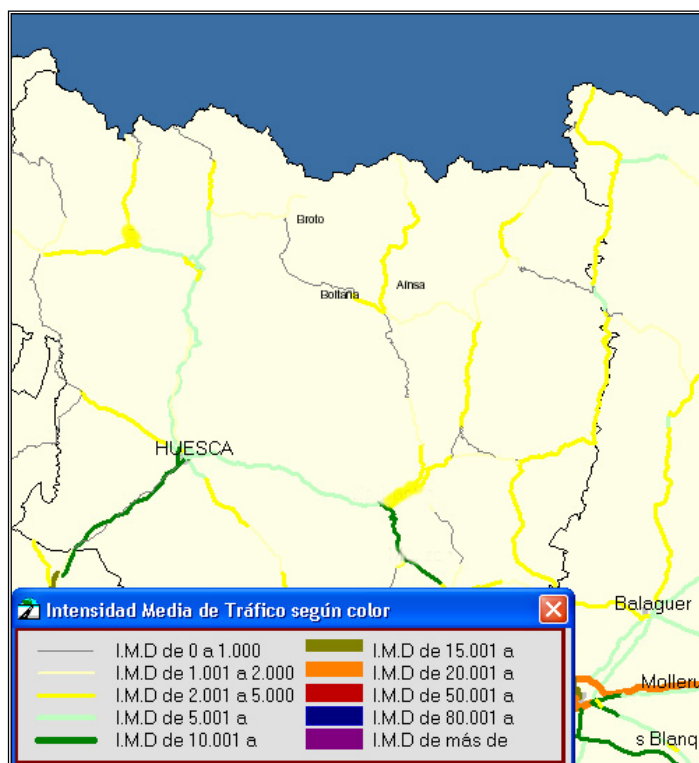 Broto
Boltaña
Aínsa
HUESCA
Balaguer
Intensidad Media de Tráfico según color
I.M.D de 0 a 1.000
I.M.D de 15.001 a
I.M.D de 1.001 a 2.000
I.M.D de 20.001 a
I.M.D de 2.001 a 5.000
I.M.D de 50.001 a
I.M.D de 5.001 a
I.M.D de 80.001 a
I.M.D de 10.001 a
I.M.D de más de
Molleru
s Blanq